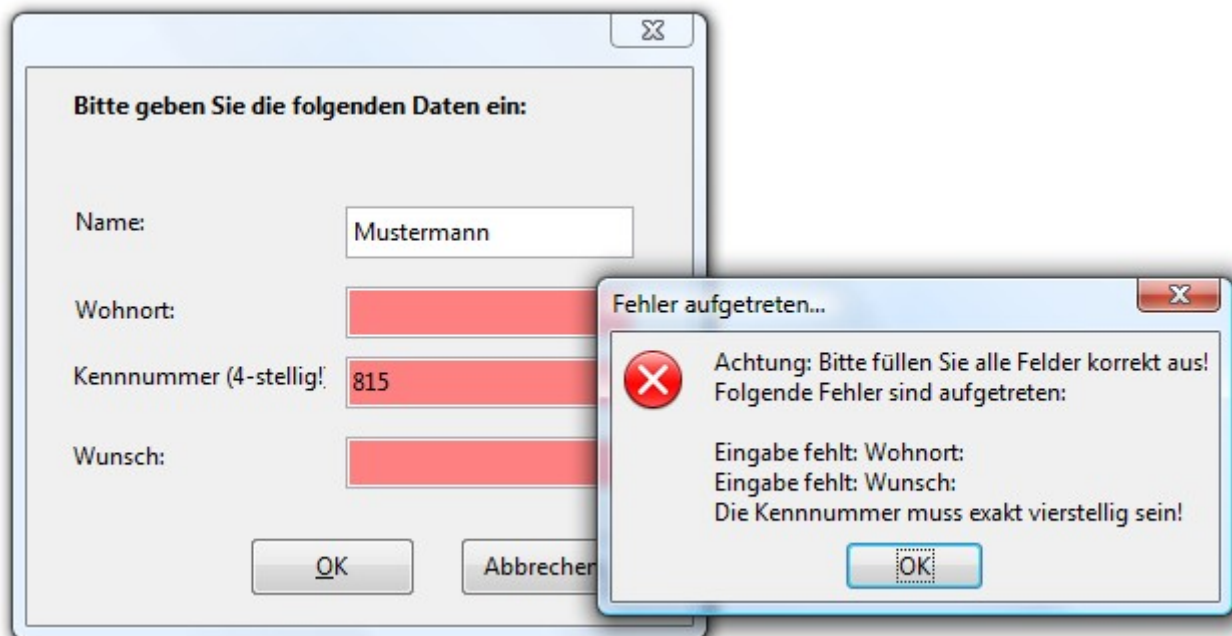 Bitte geben Sie die folgenden Daten ein:
Name:
Mustermann
Wohnort:
Kennnummer (4-stellig!
815
Wunsch:
OK
Abbrechen
Fehler aufgetreten...
Achtung: Bitte füllen Sie alle Felder korrekt aus!
Folgende Fehler sind aufgetreten:
Eingabe fehlt: Wohnort:
Eingabe fehlt: Wunsch:
Die Kennnummer muss exakt vierstellig sein!
OK